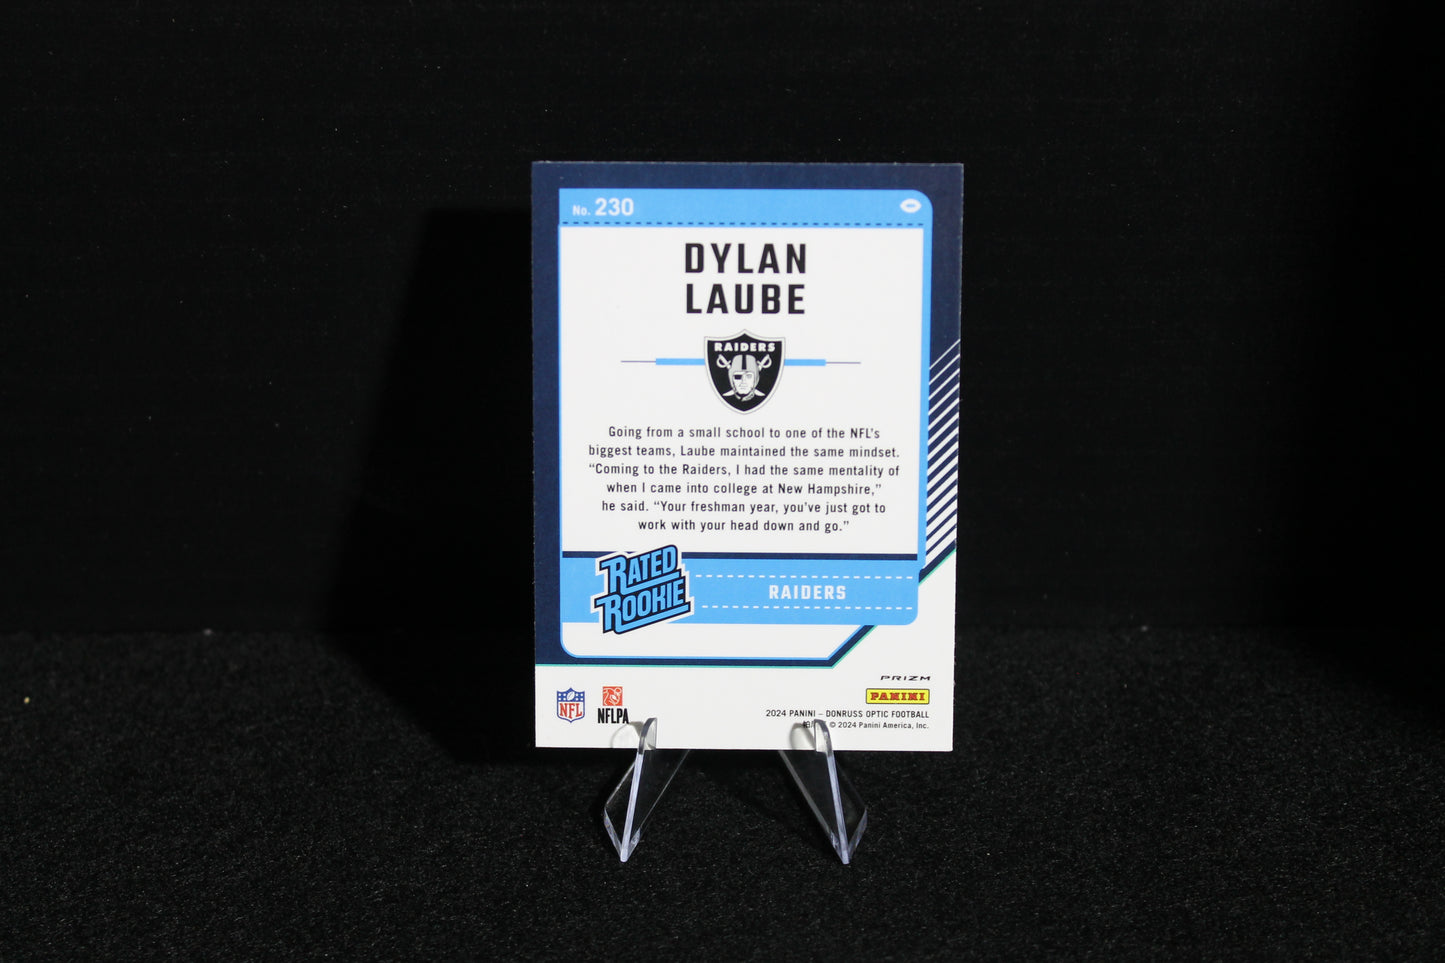 No. 230
DYLAN
LAUBE
RAIDERS
Going from a small school to one of the NFL's
biggest teams, Laube maintained the same mindset.
“Coming to the Raiders, I had the same mentality of
when I came into college at New Hampshire,”
he said. “Your freshman year, you’ve just got to
work with your head down and go.”
RATED
ROOKIE
RAIDERS
PRIZM
PANINI
NFL
NFLPA
2024 PANINI – DONRUSS OPTIC FOOTBALL
© 2024 Panini America, Inc.